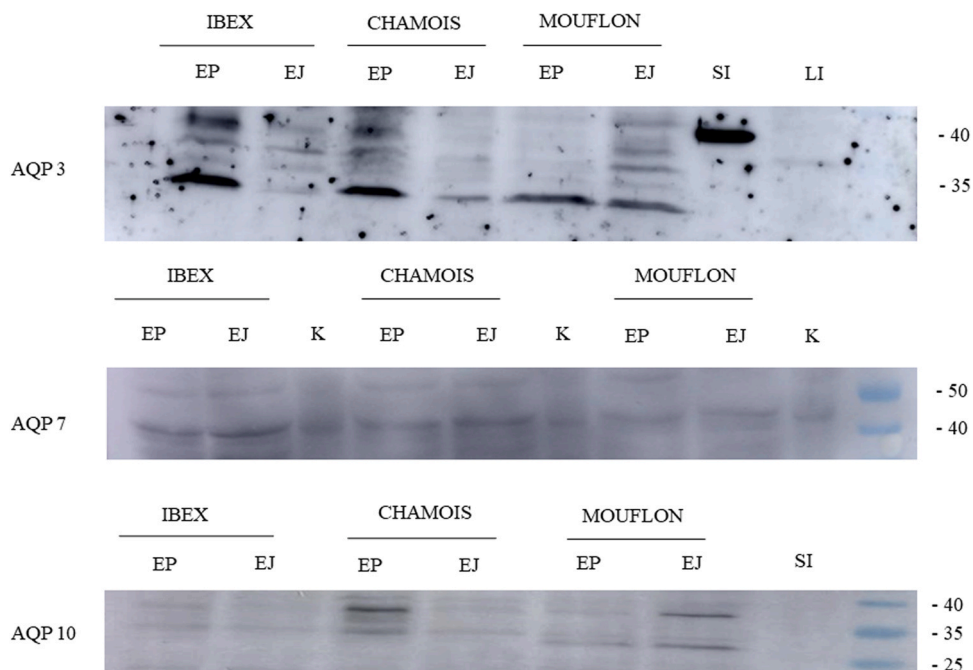 IBEX CHAMOIS MOUFLON
EP EJ EP EJ EP EJ SI LI
- 40
AQP 3
- 35
IBEX CHAMOIS MOUFLON
EP EJ K EP EJ K EP EJ K
- 50
AQP 7
- 40
IBEX CHAMOIS MOUFLON
EP EJ EP EJ EP EJ SI
- 40
AQP 10 - 35
- 25